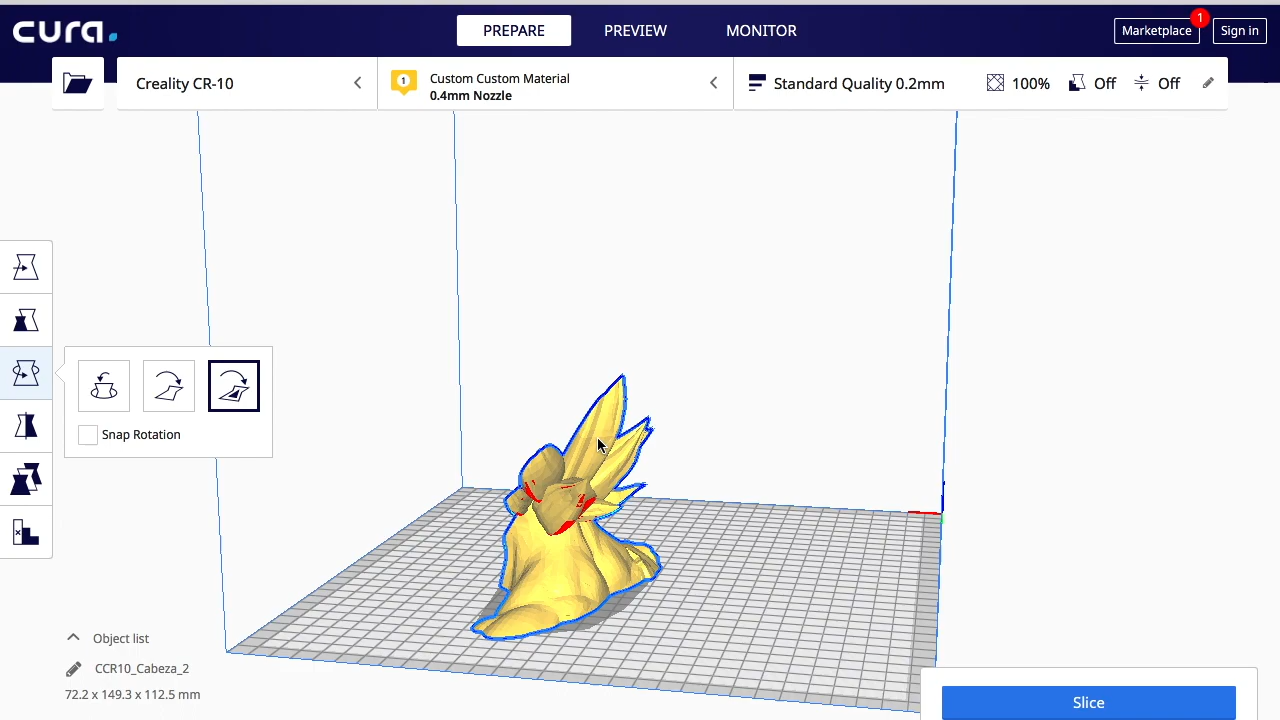 cura.
PREPARE
PREVIEW
MONITOR
Marketplace
1
Sign in
Creality CR-10
1
Custom Custom Material
0.4mm Nozzle
Standard Quality 0.2mm
100%
Off
Off
Snap Rotation
Object list
CCR10_Cabeza_2
72.2 x 149.3 x 112.5 mm
Slice